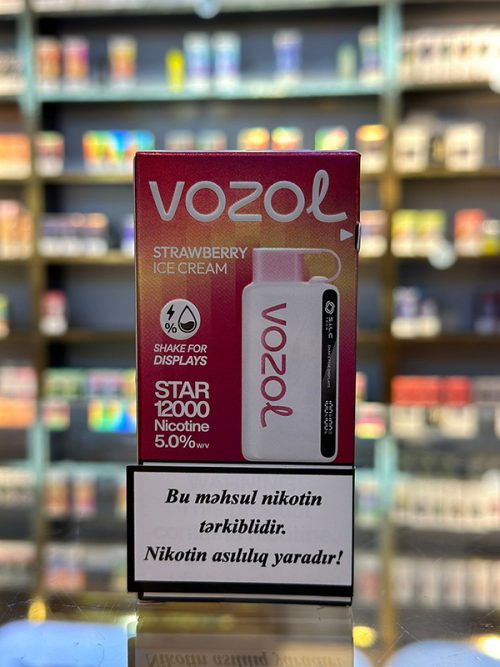 VOZOL
STRAWBERRY
ICE CREAM
%
SHAKE FOR
DISPLAYS
STAR
12000
Nicotine
5.0% w/v
VOZOL
Bu məhsul nikotin
tərkiblidir.
Nikotin asılılıq yaradır!